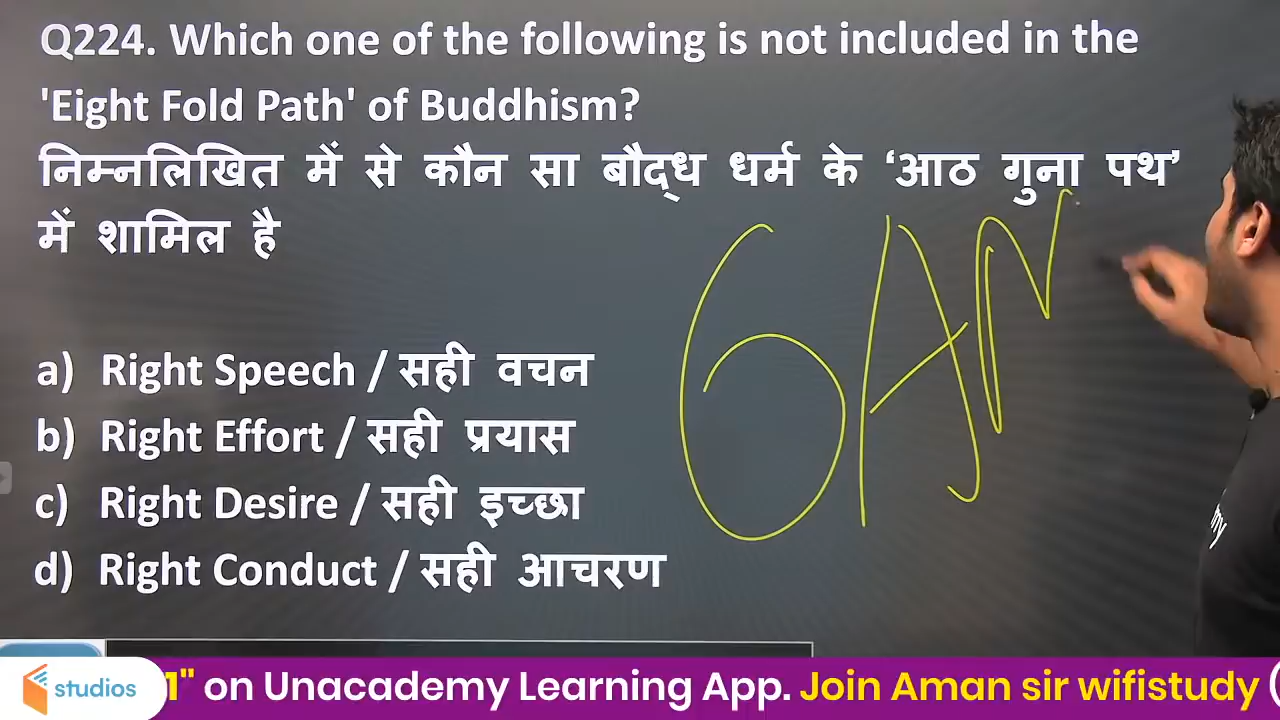 Q224. Which one of the following is not included in the
'Eight Fold Path' of Buddhism?
निम्नलिखित में से कौन सा बौद्ध धर्म के ‘आठ गुना पथ’
में शामिल है
a) Right Speech / सही वचन
b) Right Effort / सही प्रयास
c) Right Desire / सही इच्छा
d) Right Conduct / सही आचरण
6 AM
studios 1" on Unacademy Learning App. Join Aman sir wifistudy (